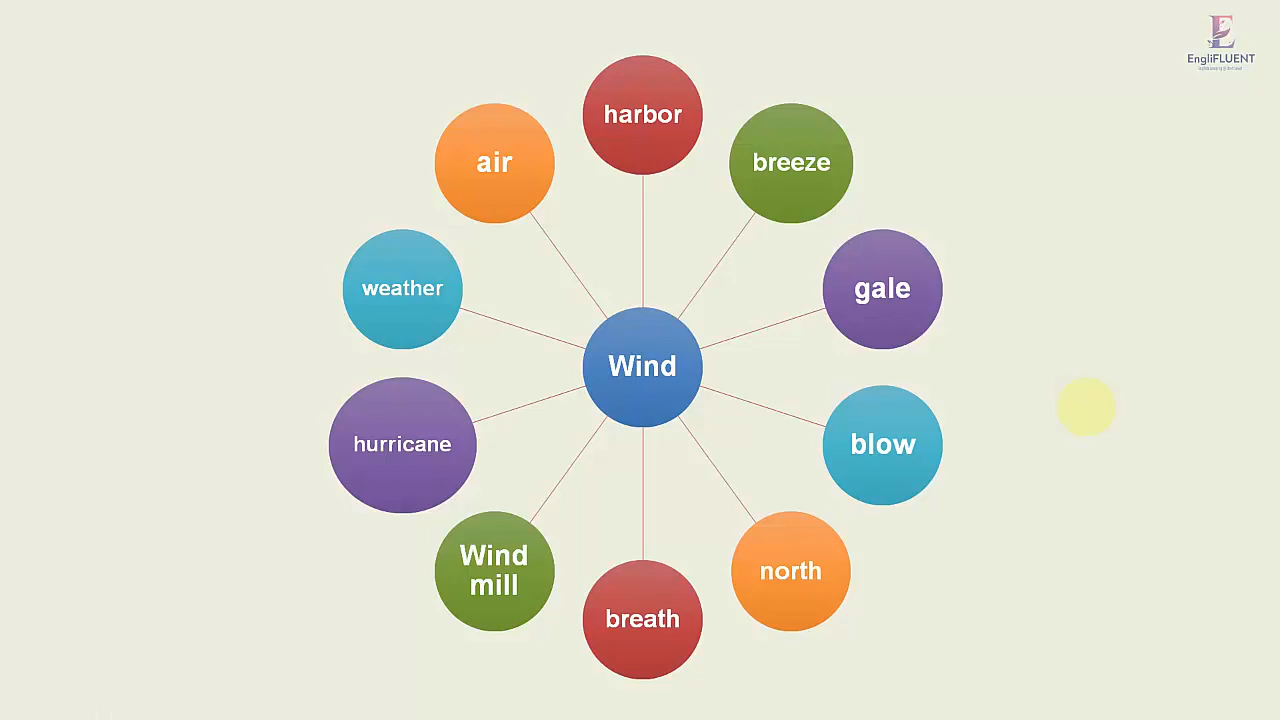 EngliFLUENT
harbor
air
breeze
weather
gale
Wind
hurricane
blow
Wind
mill
north
breath